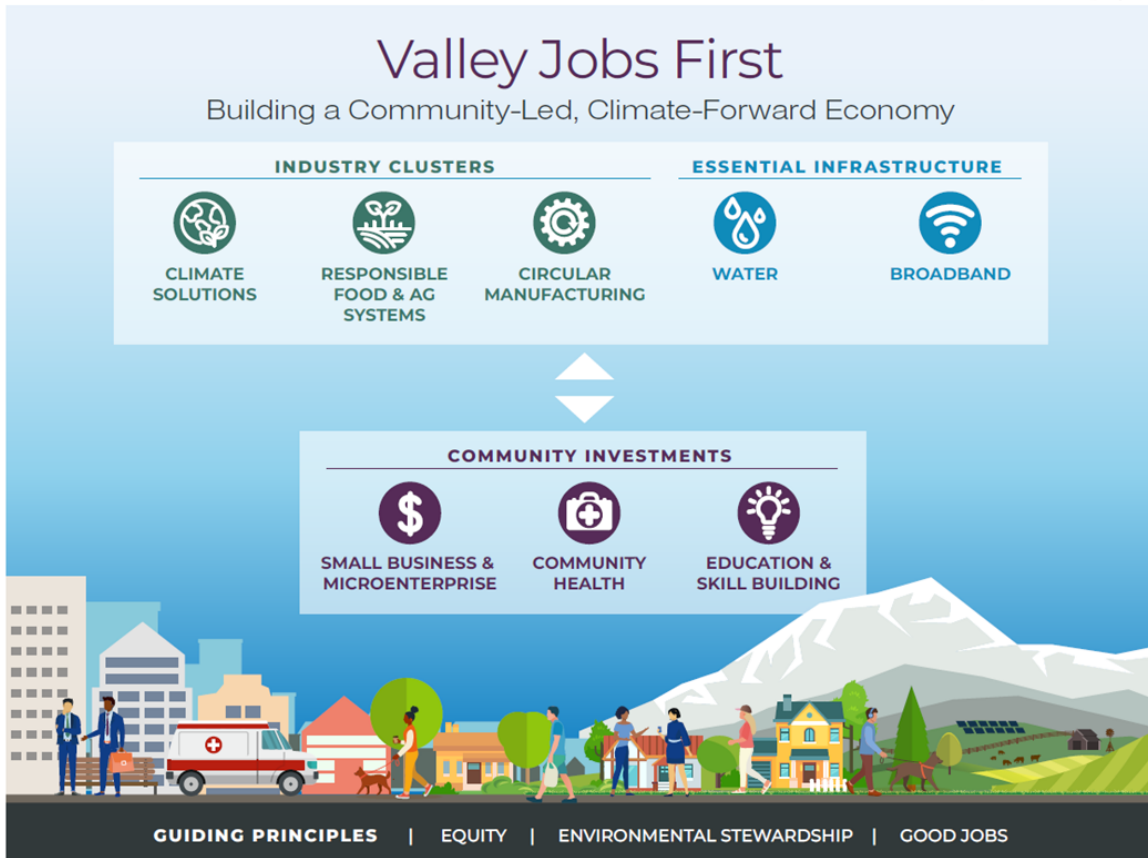 Valley Jobs First
Building a Community-Led, Climate-Forward Economy
INDUSTRY CLUSTERS
CLIMATE
SOLUTIONS
RESPONSIBLE
FOOD & AG
SYSTEMS
CIRCULAR
MANUFACTURING
ESSENTIAL INFRASTRUCTURE
WATER
BROADBAND
COMMUNITY INVESTMENTS
SMALL BUSINESS &
MICROENTERPRISE
COMMUNITY
HEALTH
EDUCATION &
SKILL BUILDING
GUIDING PRINCIPLES | EQUITY | ENVIRONMENTAL STEWARDSHIP | GOOD JOBS